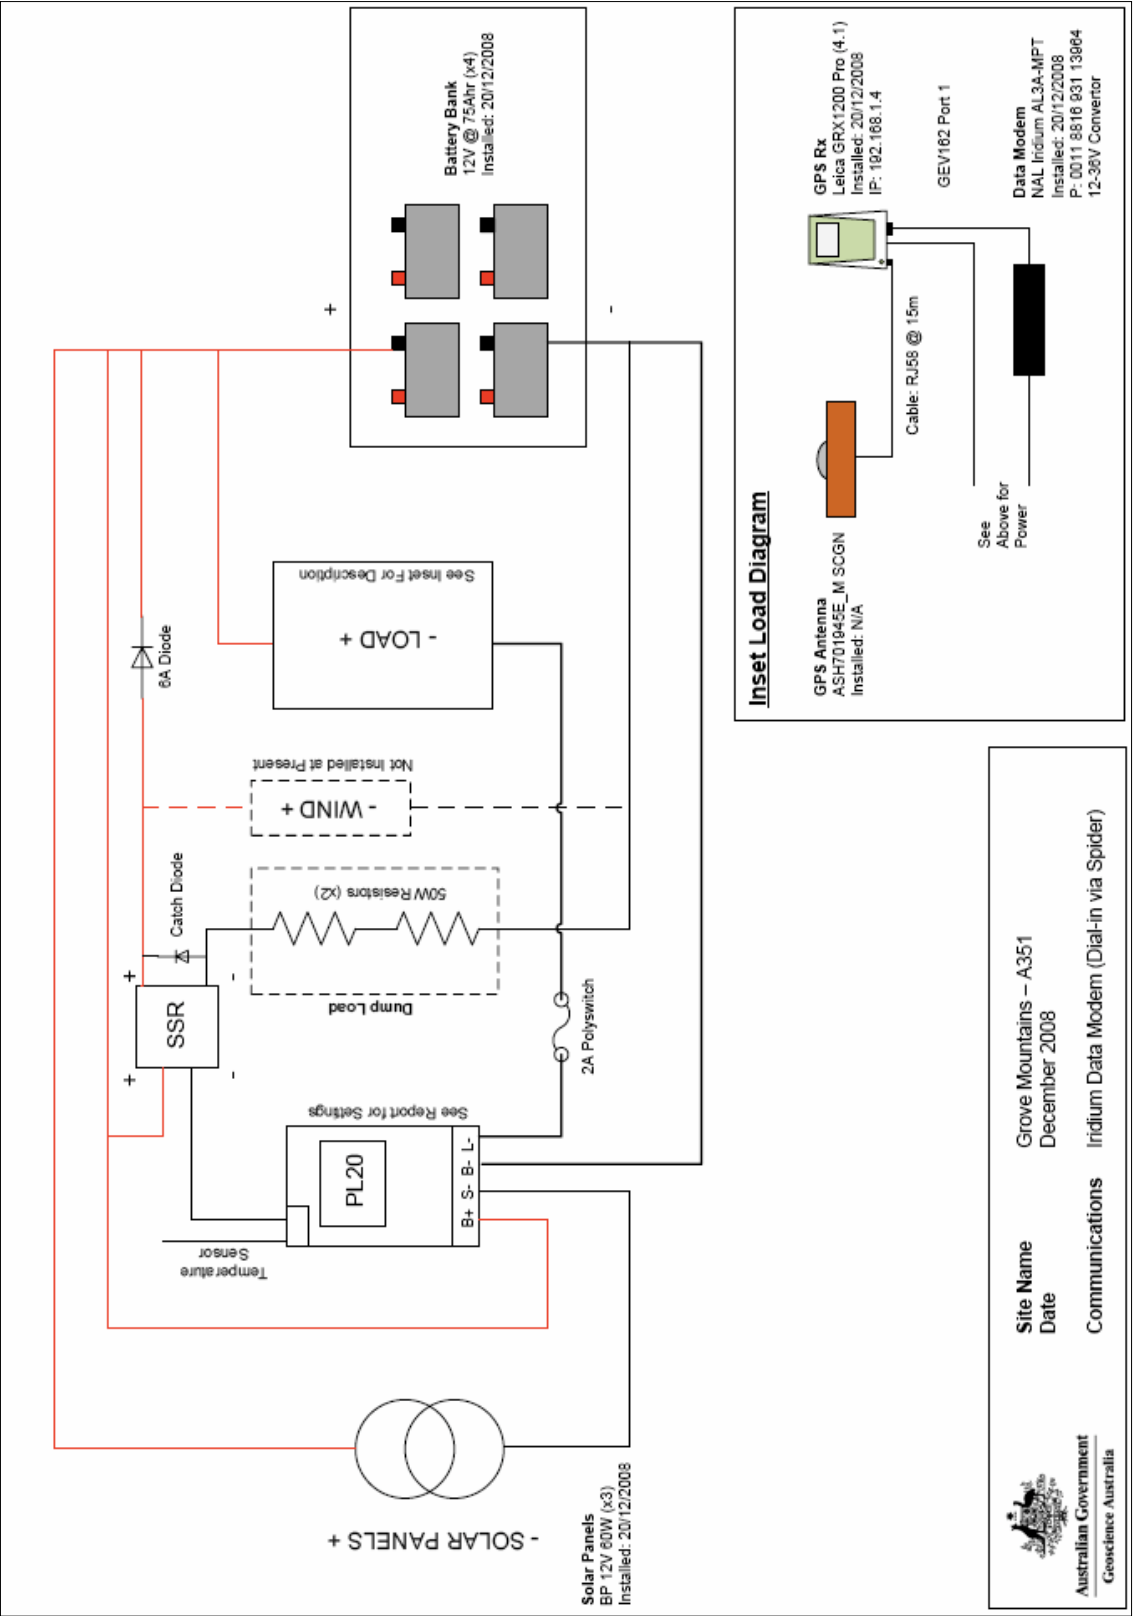 - SOLAR PANELS +
Solar Panels
BP 12V 60W (x3)
Installed: 20/12/2008
Temperature
Sensor
PL20
B+ S- B- L-
See Report for Settings
+
-
SSR
+
-
Catch Diode
Dump Load
50W Resistors (x2)
2A Polyswitch
- WIND +
Not Installed at Present
6A Diode
- LOAD +
See Inset For Description
+
-
Battery Bank
12V @ 75Ahr (x4)
Installed: 20/12/2008
Inset Load Diagram
GPS Antenna
ASH701945E_M SCGN
Installed: N/A
Cable: RJ58 @ 15m
See
Above for
Power
GPS Rx
Leica GRX1200 Pro (4.1)
Installed: 20/12/2008
IP: 192.168.1.4
GEV162 Port 1
Data Modem
NAL Iridium AL3A-MPT
Installed: 20/12/2008
P: 0011 8816 931 13964
12-36V Convertor
Australian Government
Geoscience Australia
Site Name Grove Mountains – A351
Date December 2008
Communications Iridium Data Modem (Dial-in via Spider)